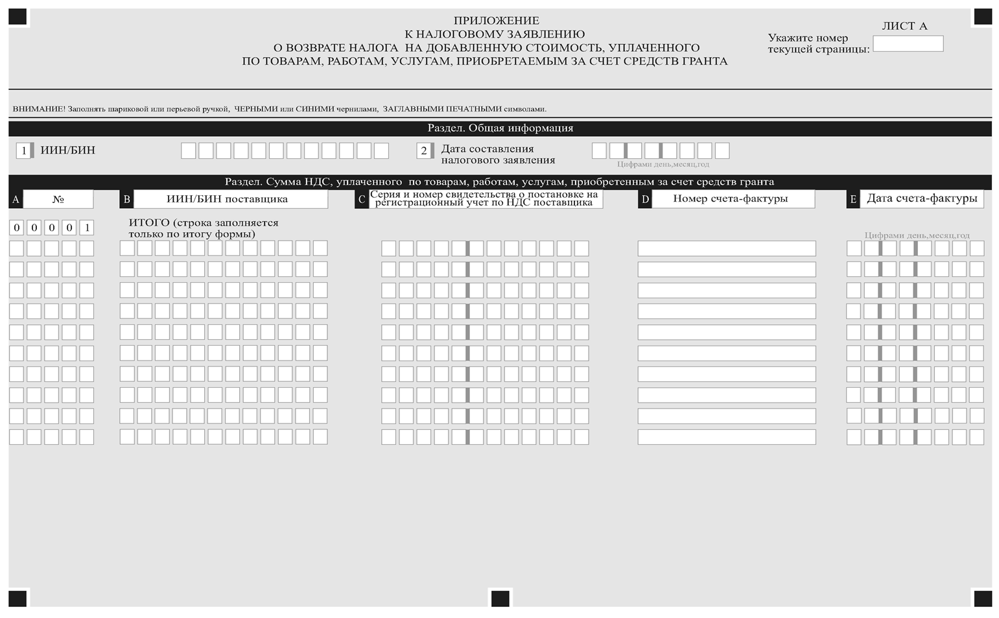 ПРИЛОЖЕНИЕ
К НАЛОГОВОМУ ЗАЯВЛЕНИЮ
О ВОЗВРАТЕ НАЛОГА НА ДОБАВЛЕННУЮ СТОИМОСТЬ, УПЛАЧЕННОГО
ПО ТОВАРАМ, РАБОТАМ, УСЛУГАМ, ПРИОБРЕТАЕМЫМ ЗА СЧЕТ СРЕДСТВ ГРАНТА
ЛИСТ А
Укажите номер
текущей страницы:
ВНИМАНИЕ! Заполнять шариковой или перьевой ручкой, ЧЕРНЫМИ или СИНИМИ чернилами, ЗАГЛАВНЫМИ ПЕЧАТНЫМИ символами.
Раздел. Общая информация
1 ИИН/БИН
2 Дата составления
налогового заявления
Цифрами день,месяц,год
Раздел. Сумма НДС, уплаченного по товарам, работам, услугам, приобретенным за счет средств гранта
A №
B ИИН/БИН поставщика
C Серия и номер свидетельства о постановке на
регистрационный учет по НДС поставщика
D Номер счета-фактуры
E Дата счета-фактуры
0 0 0 0 1
ИТОГО (строка заполняется
только по итогу формы)
Цифрами день,месяц,год